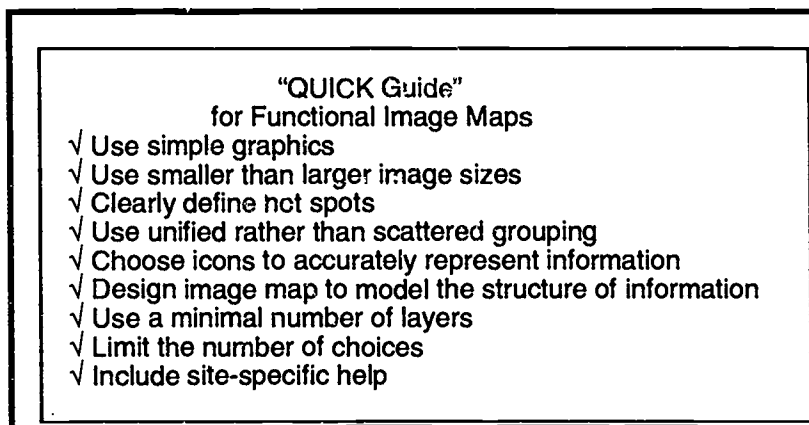 “QUICK Guide”
for Functional Image Maps
√ Use simple graphics
√ Use smaller than larger image sizes
√ Clearly define hot spots
√ Use unified rather than scattered grouping
√ Choose icons to accurately represent information
√ Design image map to model the structure of information
√ Use a minimal number of layers
√ Limit the number of choices
√ Include site-specific help